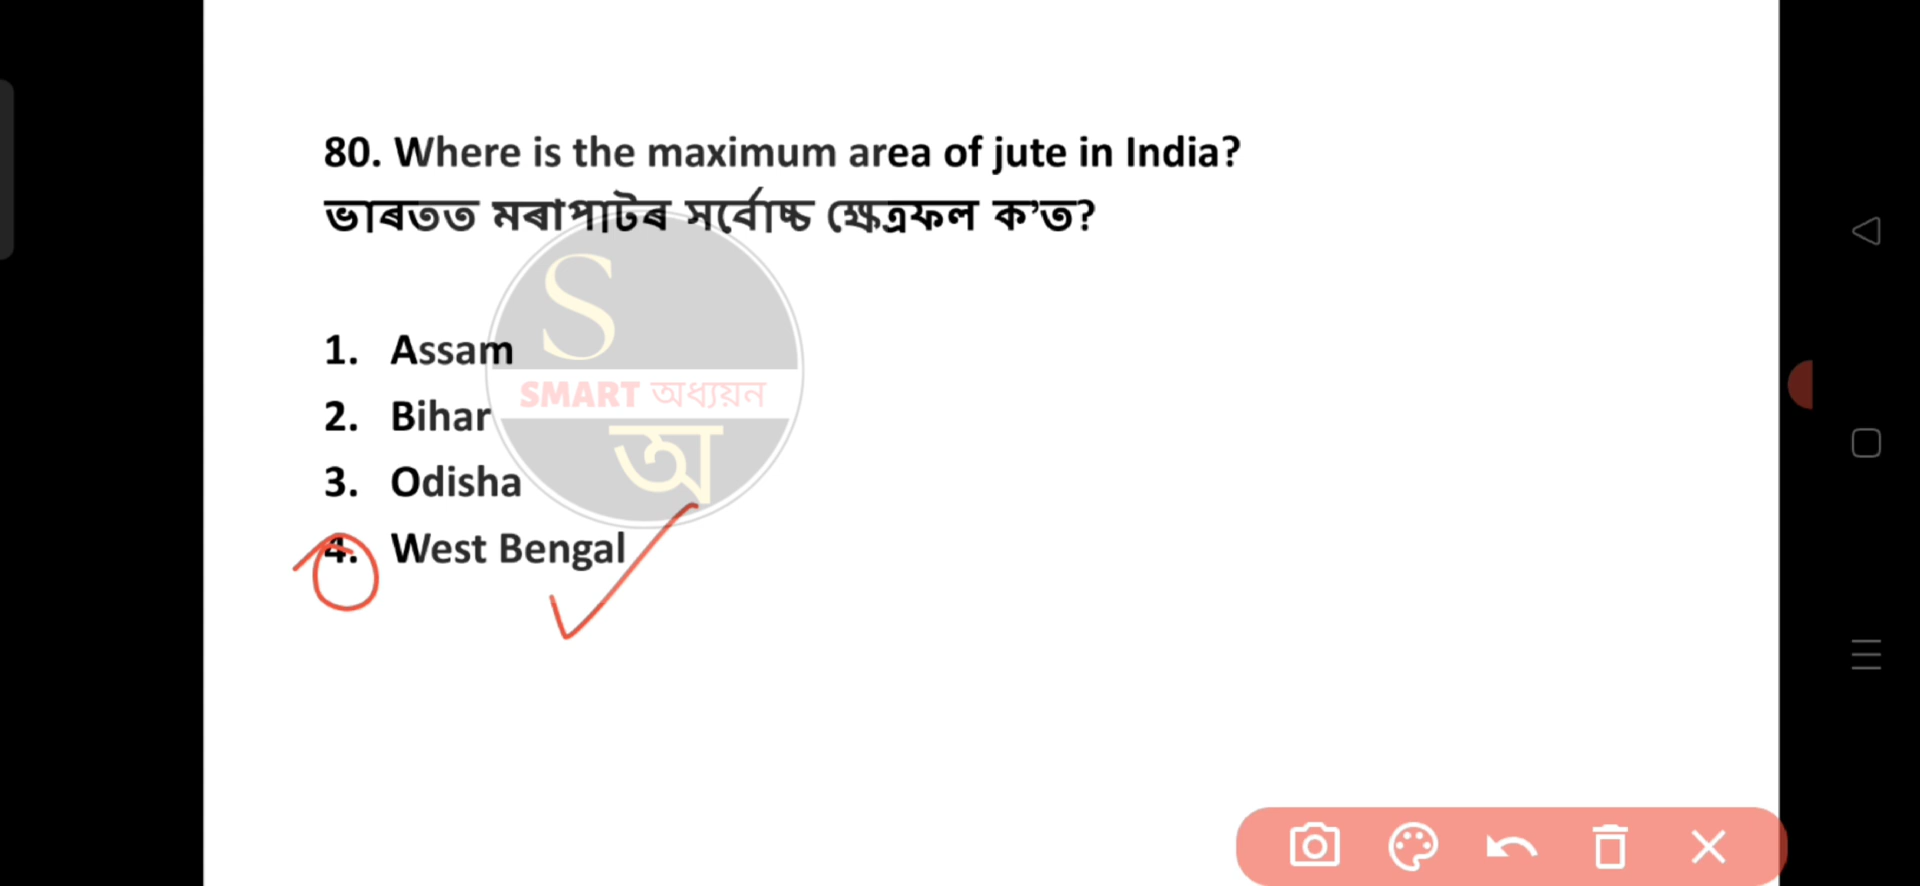 80. Where is the maximum area of jute in India?
ভাৰতত মৰাপাটৰ সৰ্বোচ্চ ক্ষেত্ৰফল ক’ত?
1. Assam
2. Bihar
3. Odisha
4. West Bengal
S
SMART অধ্যয়ন
অ